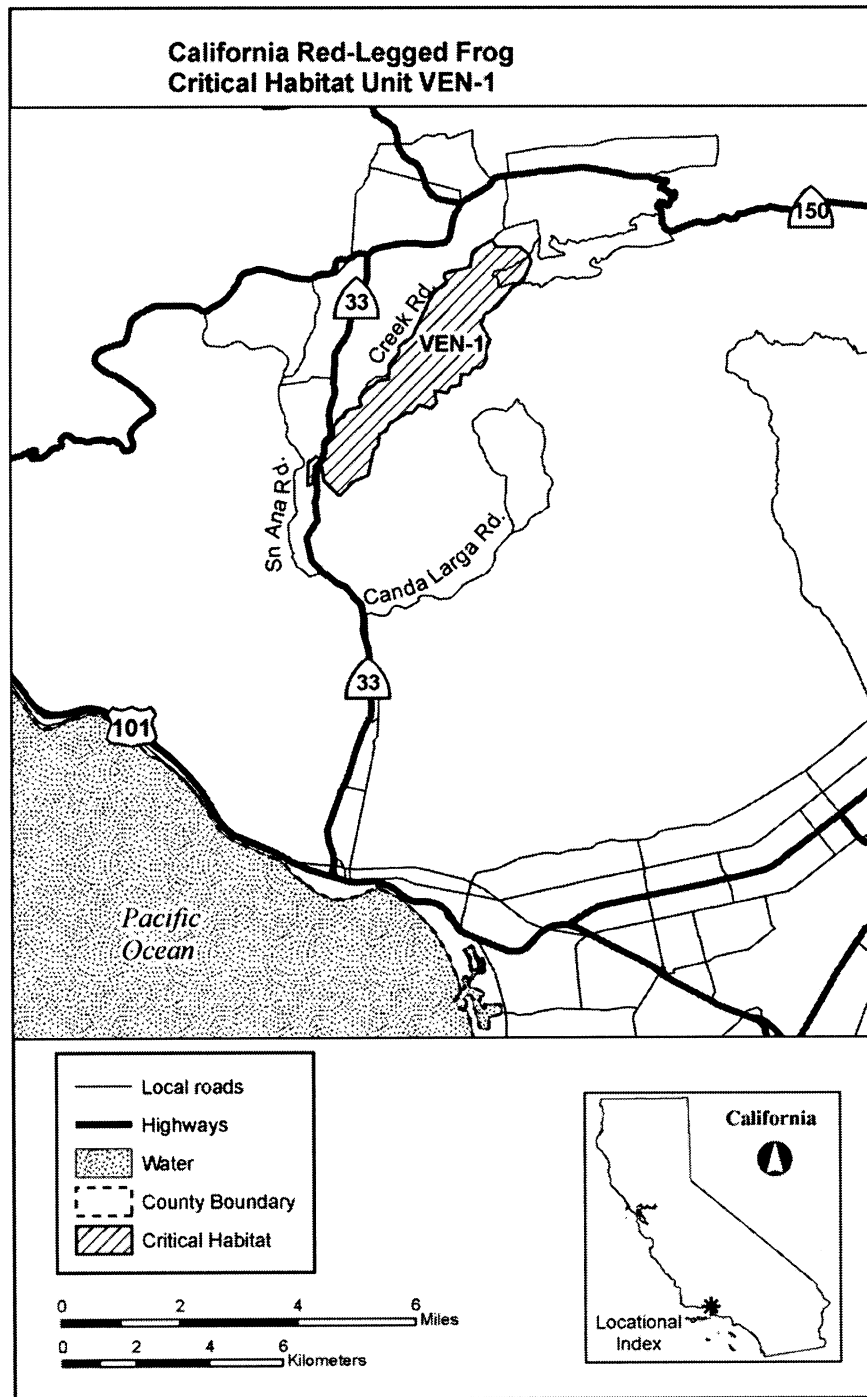 California Red-Legged Frog
Critical Habitat Unit VEN-1
150
33
Creek Rd.
VEN-1
Sn Ana Rd.
Canda Larga Rd.
33
101
Pacific
Ocean
Local roads
Highways
Water
County Boundary
Critical Habitat
California
Locational
Index
0 2 4 6
Miles
0 2 4 6
Kilometers